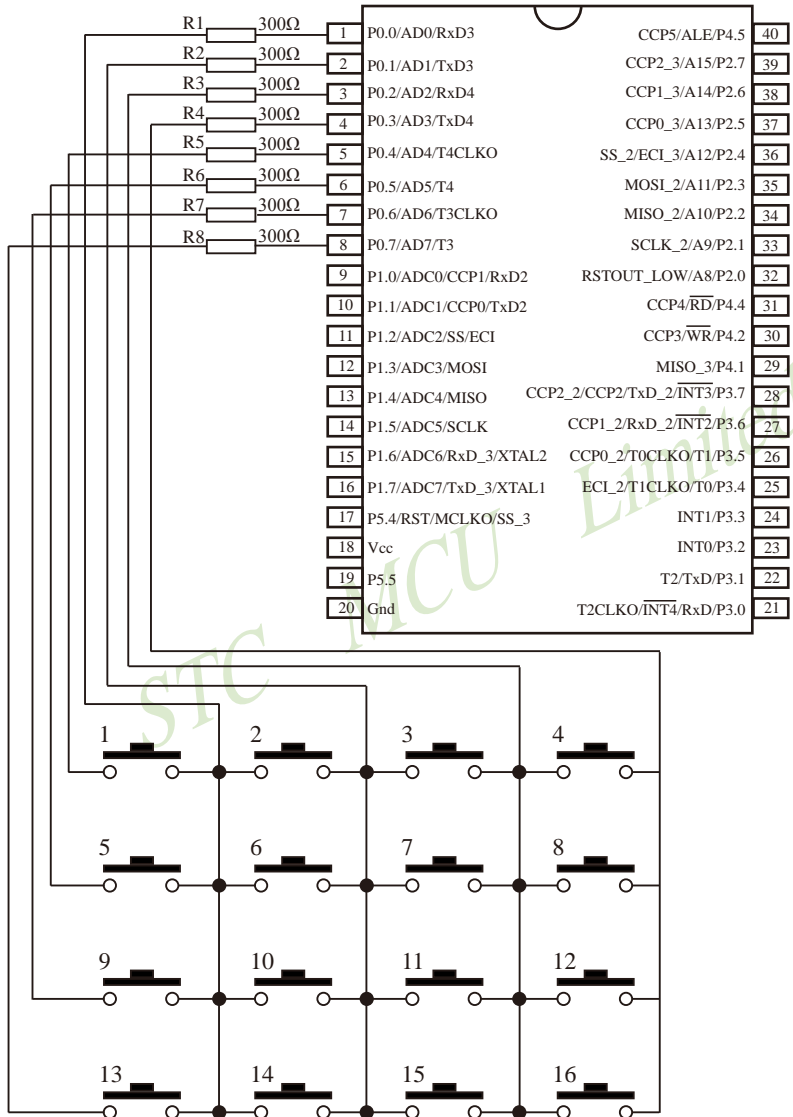 R1 300Ω 1 P0.0/AD0/RxD3 CCP5/ALE/P4.5 40
R2 300Ω 2 P0.1/AD1/TxD3 CCP2_3/A15/P2.7 39
R3 300Ω 3 P0.2/AD2/RxD4 CCP1_3/A14/P2.6 38
R4 300Ω 4 P0.3/AD3/TxD4 CCP0_3/A13/P2.5 37
R5 300Ω 5 P0.4/AD4/T4CLKO SS_2/ECI_3/A12/P2.4 36
R6 300Ω 6 P0.5/AD5/T4 MOSI_2/A11/P2.3 35
R7 300Ω 7 P0.6/AD6/T3CLKO MISO_2/A10/P2.2 34
R8 300Ω 8 P0.7/AD7/T3 SCLK_2/A9/P2.1 33
9 P1.0/ADC0/CCP1/RxD2 RSTOUT_LOW/A8/P2.0 32
10 P1.1/ADC1/CCP0/TxD2 CCP4/RD/P4.4 31
11 P1.2/ADC2/SS/ECI CCP3/WR/P4.2 30
12 P1.3/ADC3/MOSI MISO_3/P4.1 29
13 P1.4/ADC4/MISO CCP2_2/CCP2/TxD_2/INT3/P3.7 28
14 P1.5/ADC5/SCLK CCP1_2/RxD_2/INT2/P3.6 27
15 P1.6/ADC6/RxD_3/XTAL2 CCP0_2/T0CLKO/T1/P3.5 26
16 P1.7/ADC7/TxD_3/XTAL1 ECI_2/T1CLKO/T0/P3.4 25
17 P5.4/RST/MCLKO/SS_3 INT1/P3.3 24
18 Vcc INT0/P3.2 23
19 P5.5 T2/TxD/P3.1 22
20 Gnd T2CLKO/INT4/RxD/P3.0 21
STC MCU Limited
1 2 3 4
5 6 7 8
9 10 11 12
13 14 15 16